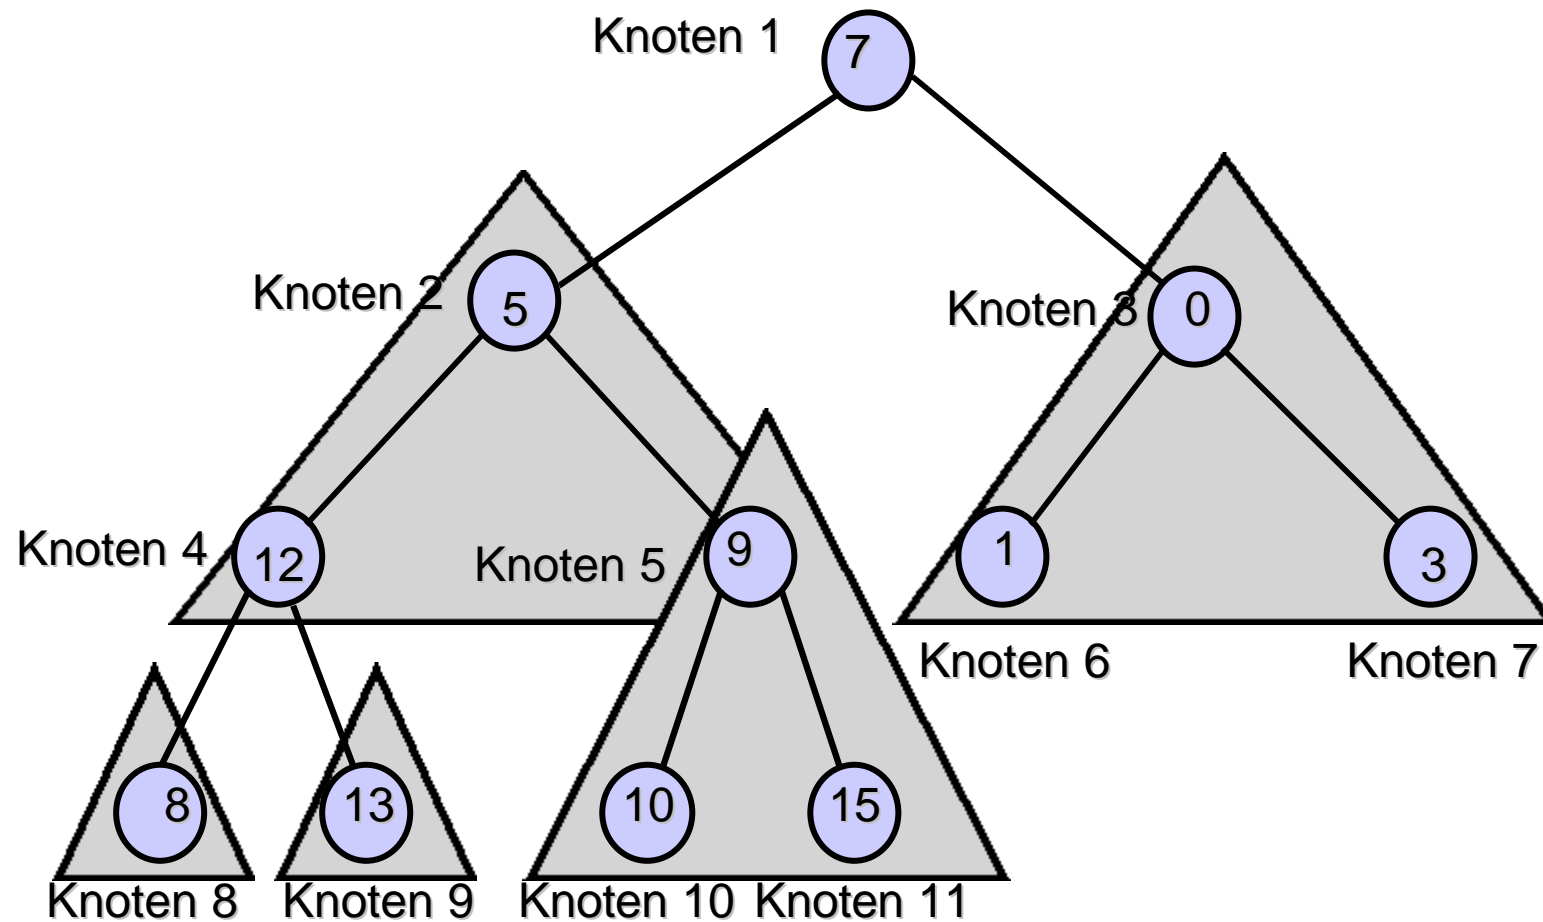 Knoten 1
7
Knoten 2
5
Knoten 3
0
Knoten 4
12
Knoten 5
9
1
3
Knoten 6
Knoten 7
8
13
10
15
Knoten 8
Knoten 9
Knoten 10
Knoten 11